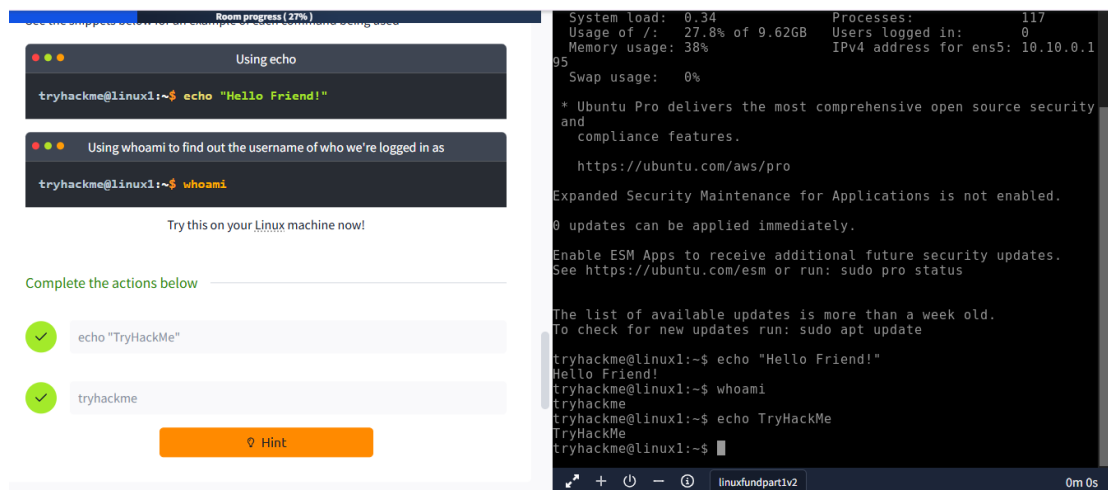 Room progress ( 27% )
See the snippets below for an example of each command being used
Using echo
tryhackme@linux1:~$ echo "Hello Friend!"
Using whoami to find out the username of who we're logged in as
tryhackme@linux1:~$ whoami
Try this on your Linux machine now!
Complete the actions below
echo "TryHackMe"
tryhackme
Hint
System load: 0.34 Processes: 117
Usage of /: 27.8% of 9.62GB Users logged in: 0
Memory usage: 38% IPv4 address for ens5: 10.10.0.1
95
Swap usage: 0%
* Ubuntu Pro delivers the most comprehensive open source security
and
compliance features.
https://ubuntu.com/aws/pro
Expanded Security Maintenance for Applications is not enabled.
0 updates can be applied immediately.
Enable ESM Apps to receive additional future security updates.
See https://ubuntu.com/esm or run: sudo pro status
The list of available updates is more than a week old.
To check for new updates run: sudo apt update
tryhackme@linux1:~$ echo "Hello Friend!"
Hello Friend!
tryhackme@linux1:~$ whoami
tryhackme
tryhackme@linux1:~$ echo TryHackMe
TryHackMe
tryhackme@linux1:~$
linuxfundpart1v2
0m 0s